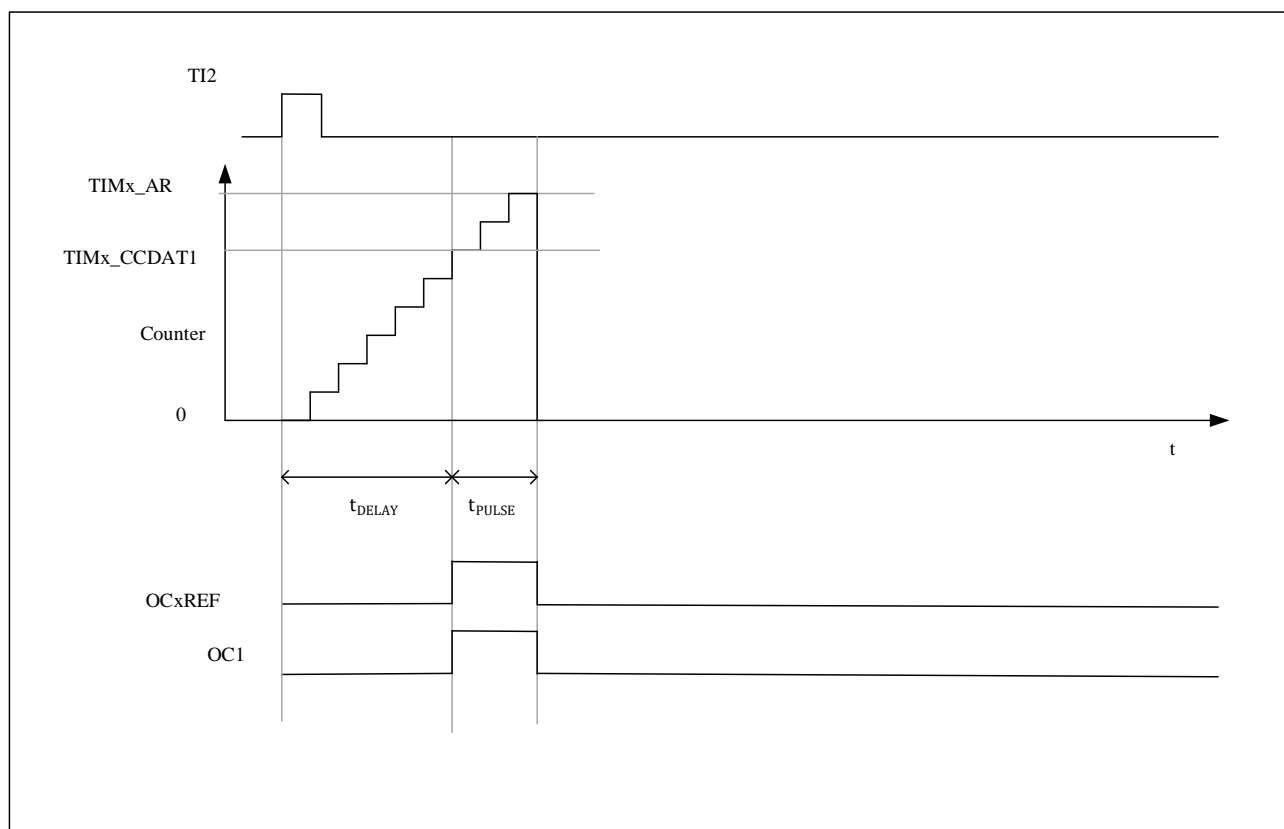 TI2
TIMx_AR
TIMx_CCDAT1
Counter
0
t
tDELAY
tPULSE
OCxREF
OC1